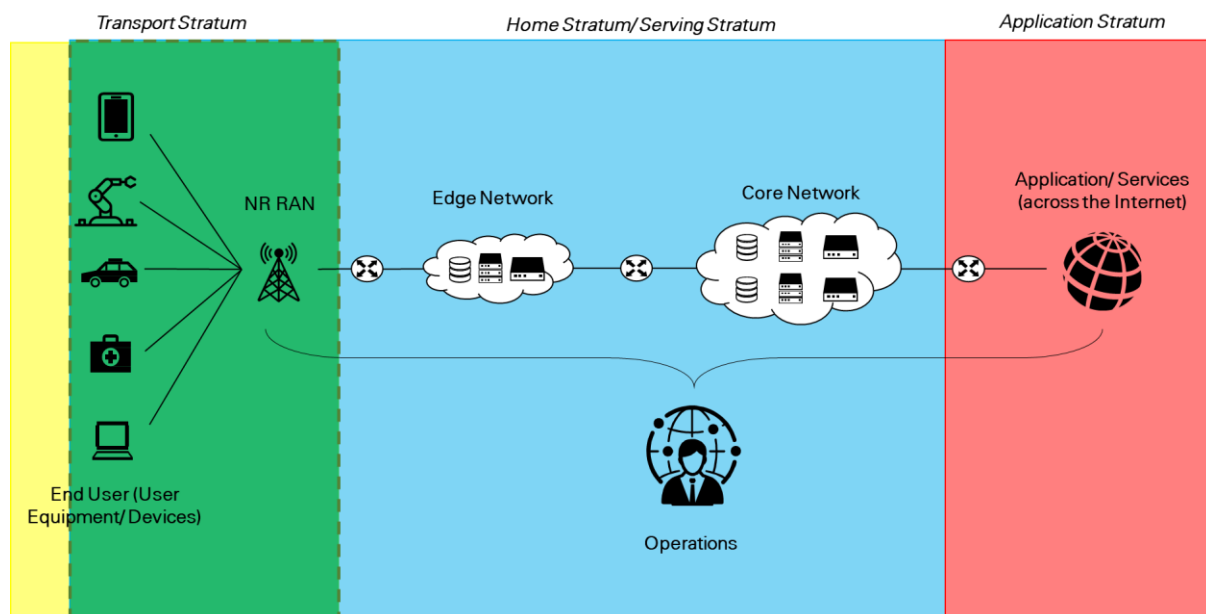 Transport Stratum
Home Stratum/ Serving Stratum
Application Stratum
NR RAN
Edge Network
Core Network
Application/ Services
(across the Internet)
End User (User
Equipment/ Devices)
Operations